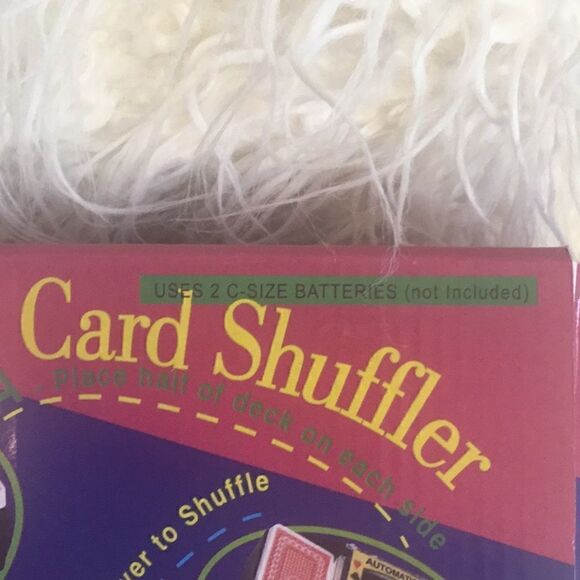 USES 2 C-SIZE BATTERIES (not Included)
Card Shuffler
place half of deck on each side
to Shuffle